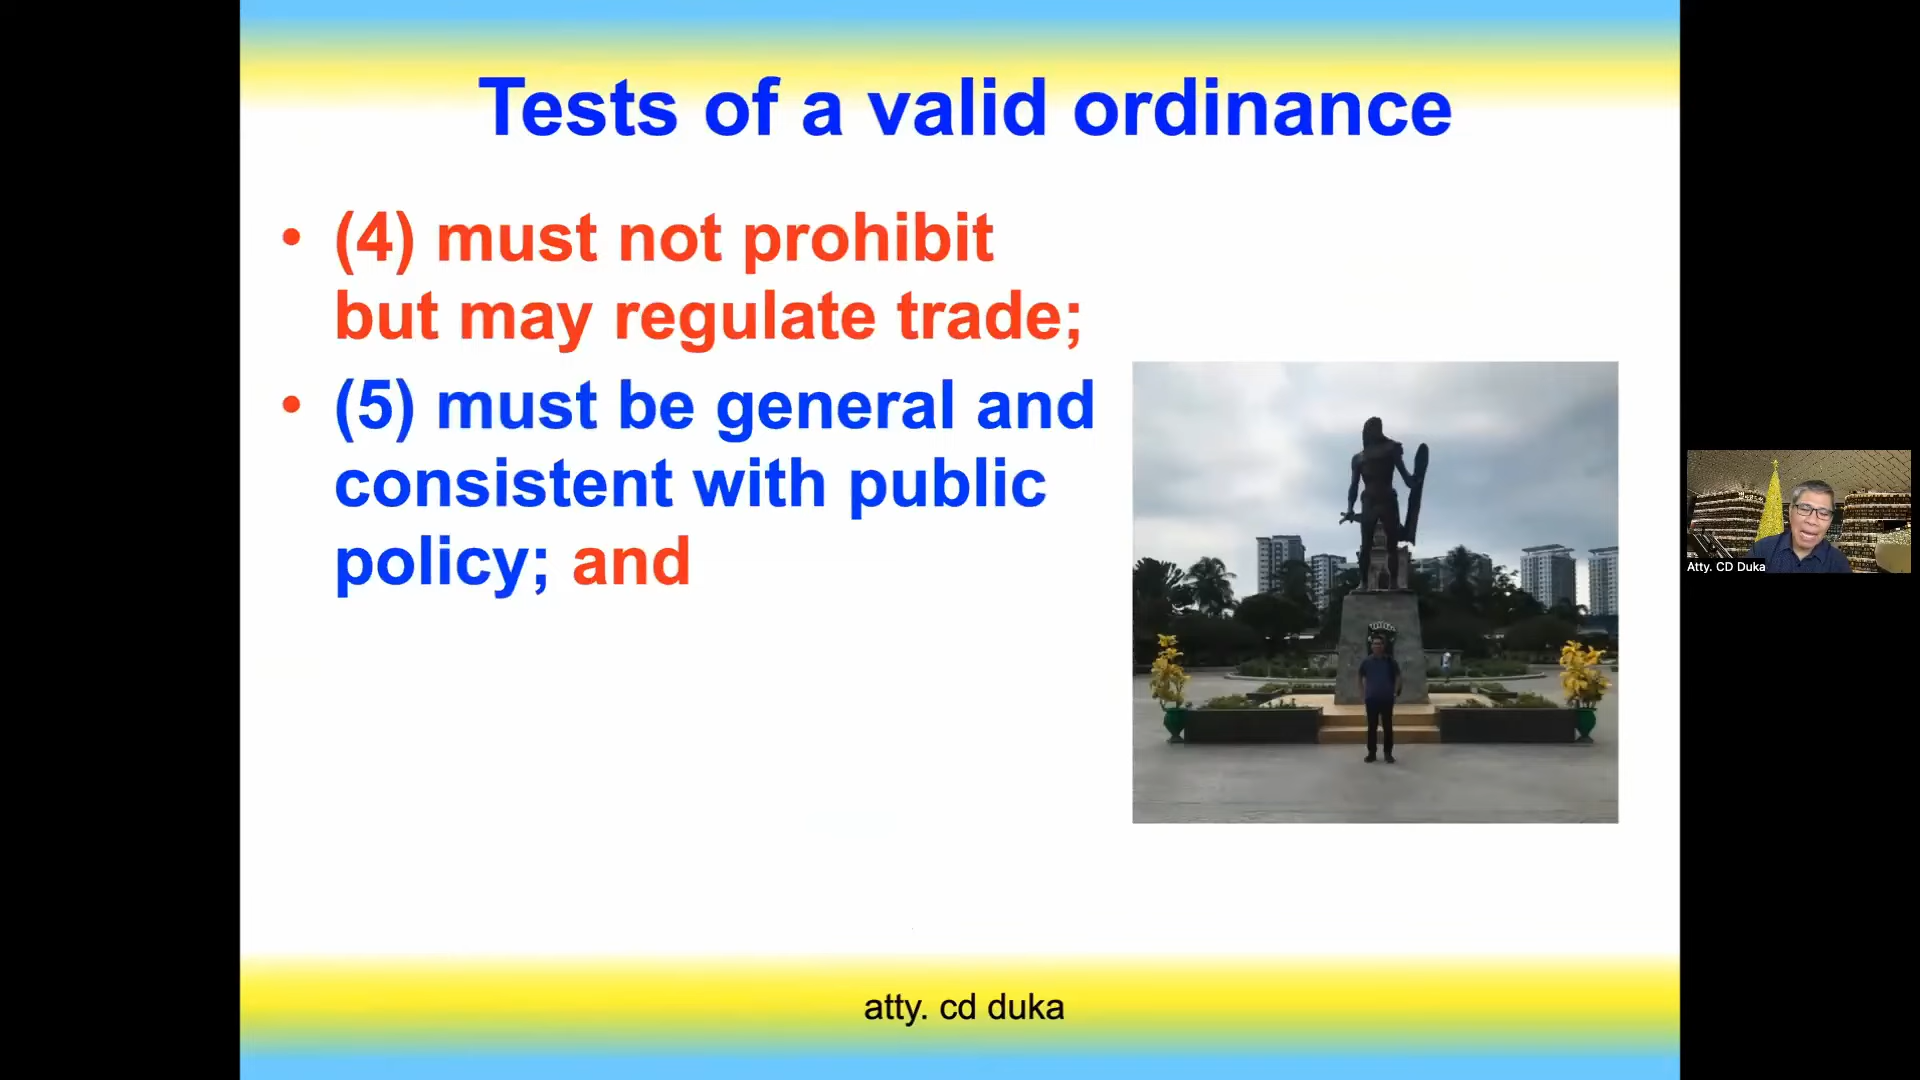 Tests of a valid ordinance
• (4) must not prohibit
but may regulate trade;
• (5) must be general and
consistent with public
policy; and
Atty. CD Duka
atty. cd duka